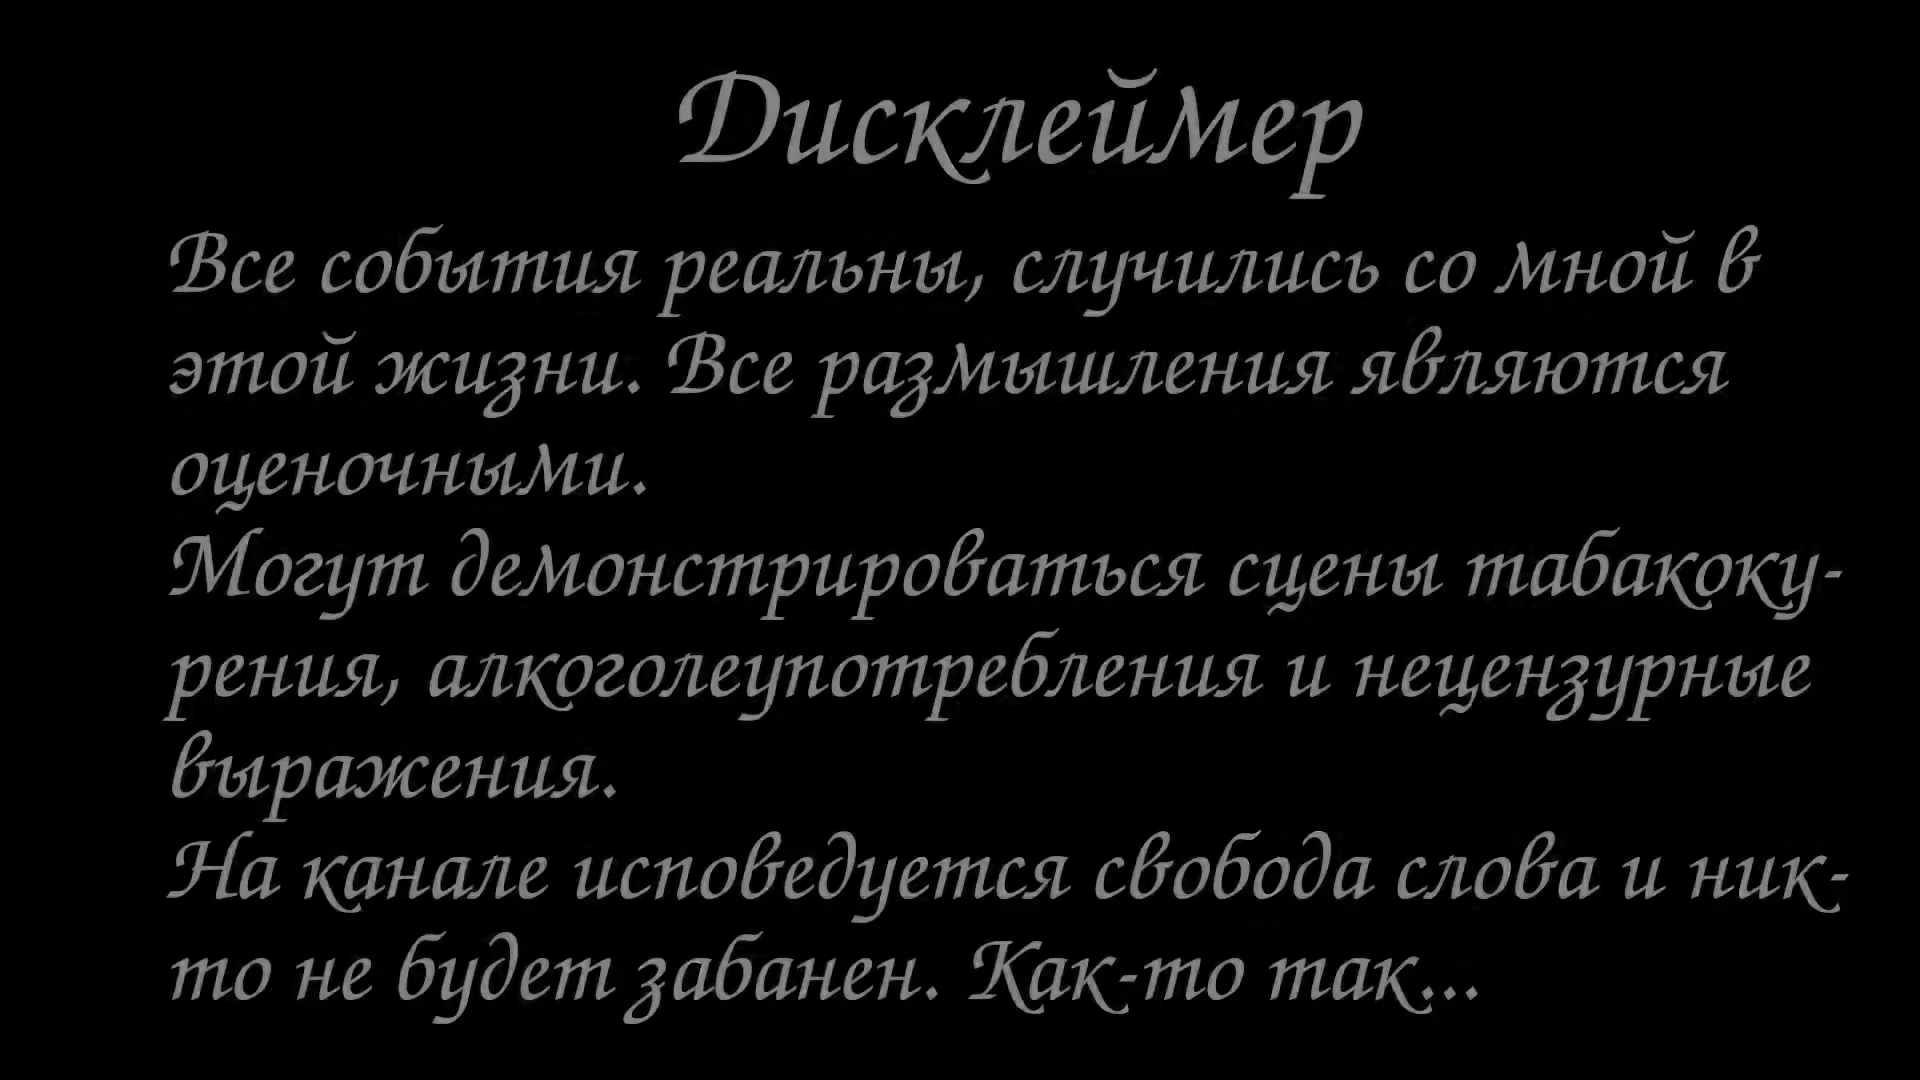 Дисклеймер
Все события реальны, случились со мной в
этой жизни. Все размышления являются
оценочными.
Могут демонстрироваться сцены табакоку-
рения, алкоголеупотребления и нецензурные
выражения.
На канале исповедуется свобода слова и ник-
то не будет забанен. Как-то так...